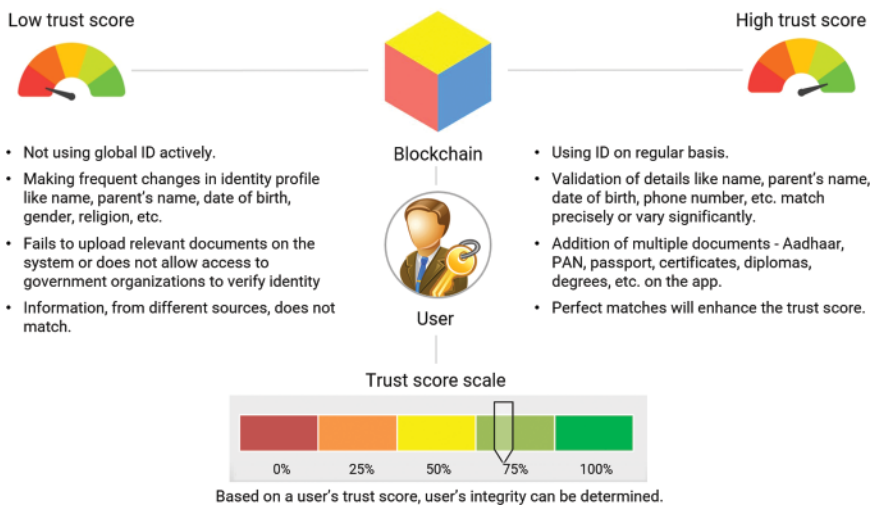 Low trust score
High trust score
Blockchain
• Not using global ID actively.
• Making frequent changes in identity profile
like name, parent's name, date of birth,
gender, religion, etc.
• Fails to upload relevant documents on the
system or does not allow access to
government organizations to verify identity
• Information, from different sources, does not
match.
• Using ID on regular basis.
• Validation of details like name, parent's name,
date of birth, phone number, etc. match
precisely or vary significantly.
• Addition of multiple documents - Aadhaar,
PAN, passport, certificates, diplomas,
degrees, etc. on the app.
• Perfect matches will enhance the trust score.
User
Trust score scale
0% 25% 50% 75% 100%
Based on a user's trust score, user's integrity can be determined.